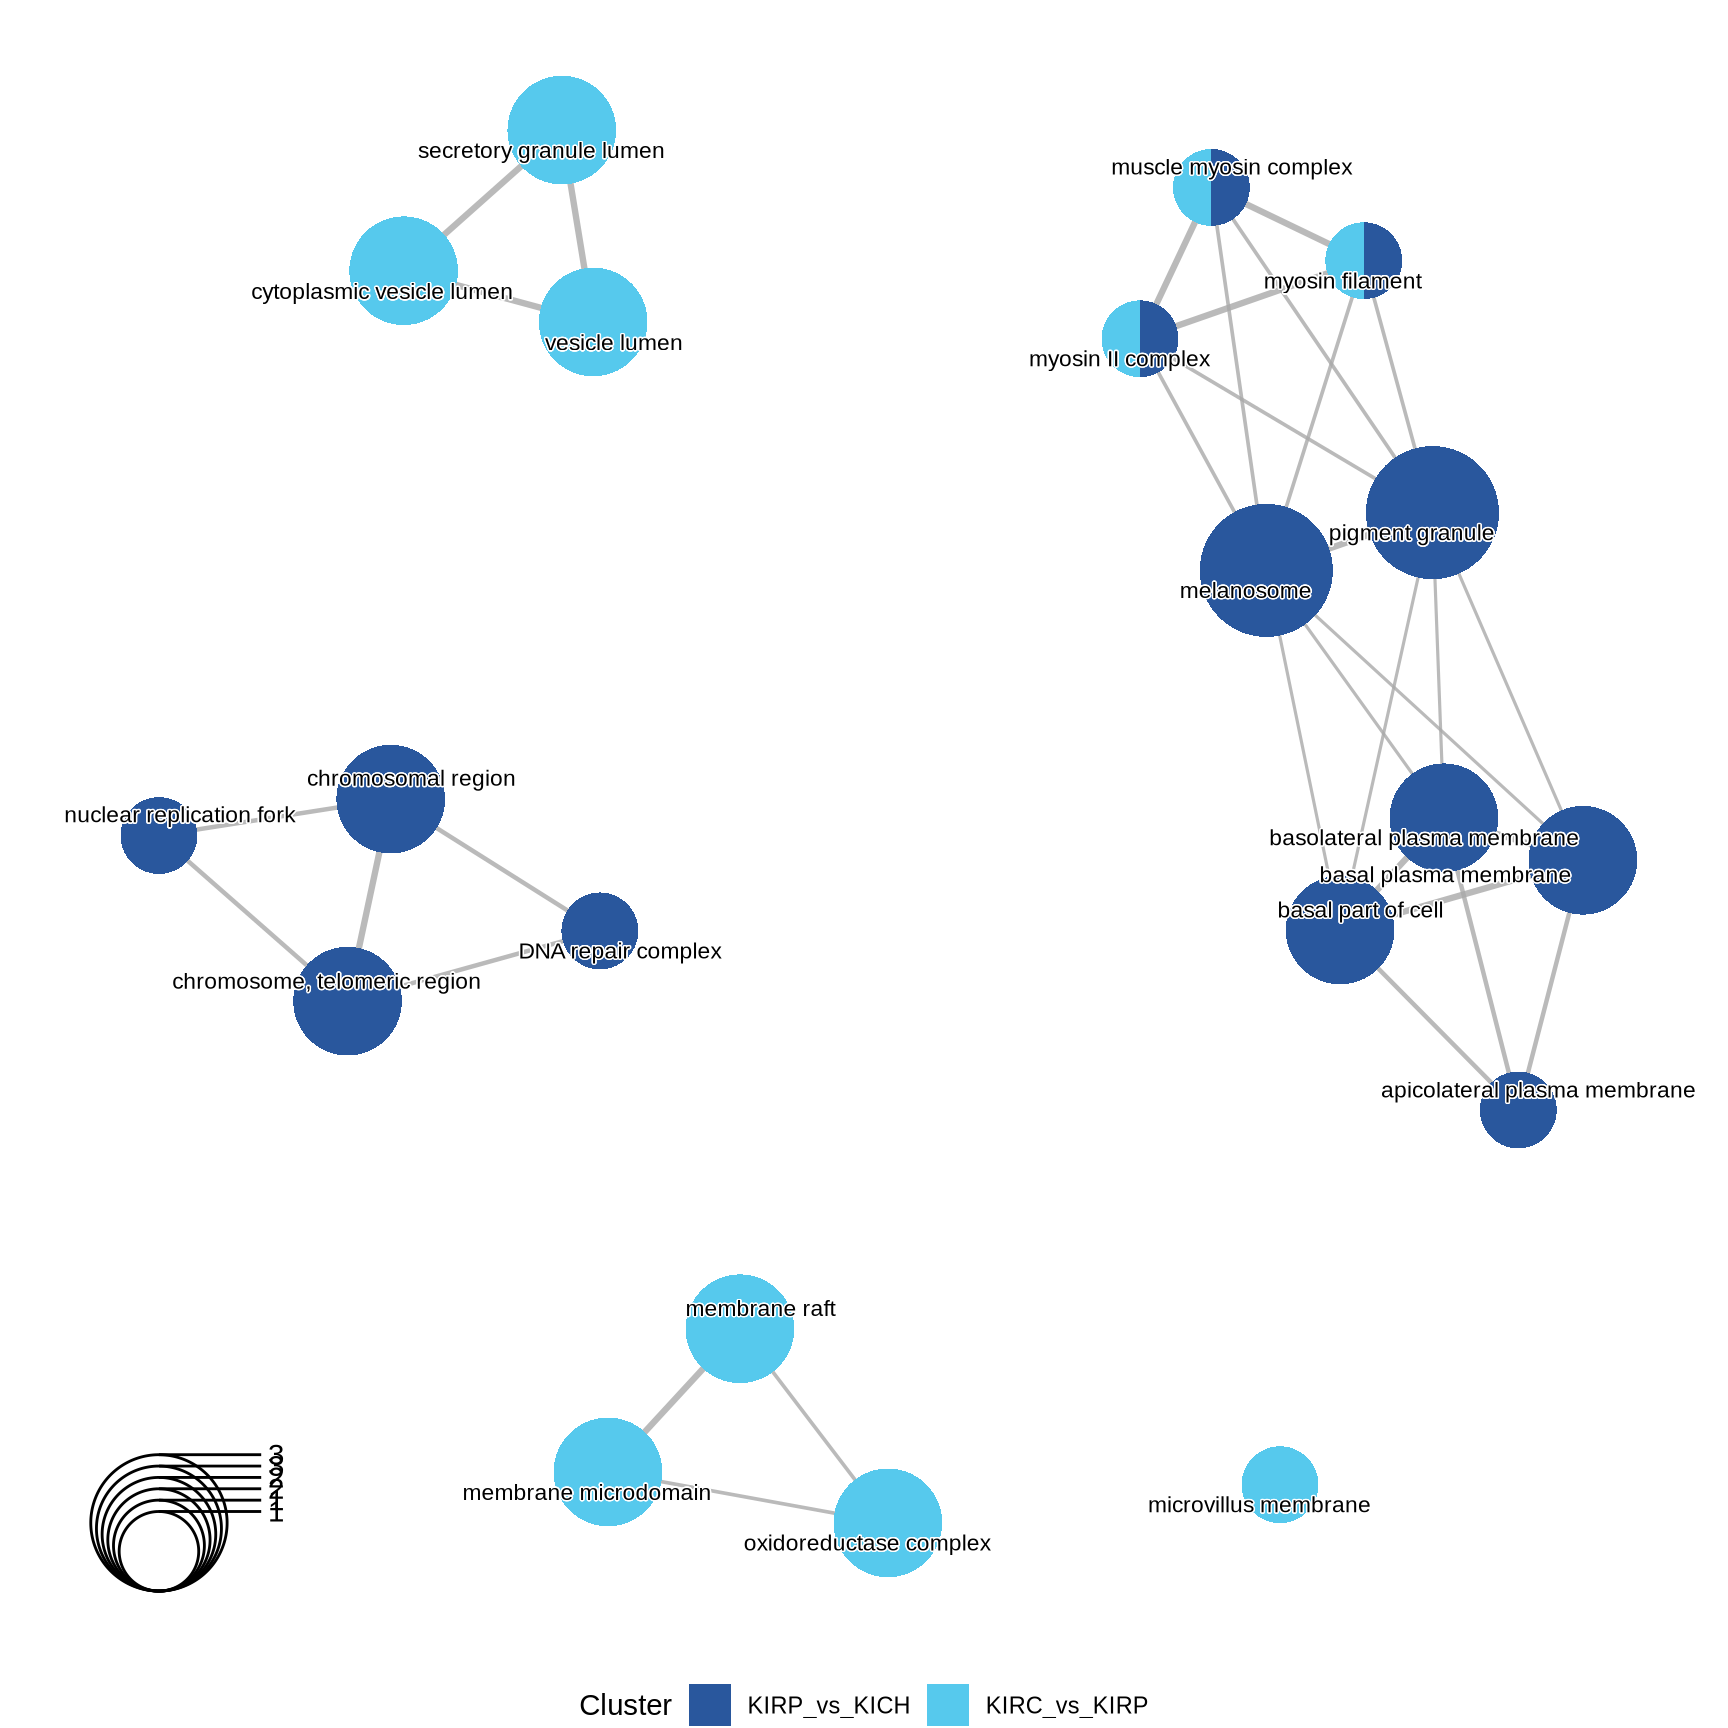 secretory granule lumen
muscle myosin complex
myosin filament
cytoplasmic vesicle lumen
vesicle lumen
myosin II complex
pigment granule
melanosome
chromosomal region
nuclear replication fork
basolateral plasma membrane
basal plasma membrane
basal part of cell
DNA repair complex
chromosome, telomeric region
apicolateral plasma membrane
membrane raft
3
3
2
2
1
1
membrane microdomain
microvillus membrane
oxidoreductase complex
Cluster KIRP_vs_KICH KIRC_vs_KIRP